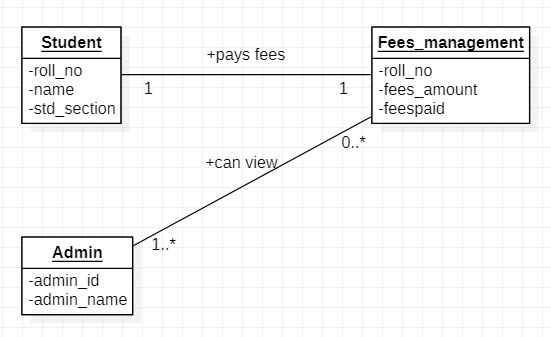 Student
-roll_no
-name
-std_section
+pays fees
1
1
Fees_management
-roll_no
-fees_amount
-feespaid
0..*
+can view
1..*
Admin
-admin_id
-admin_name